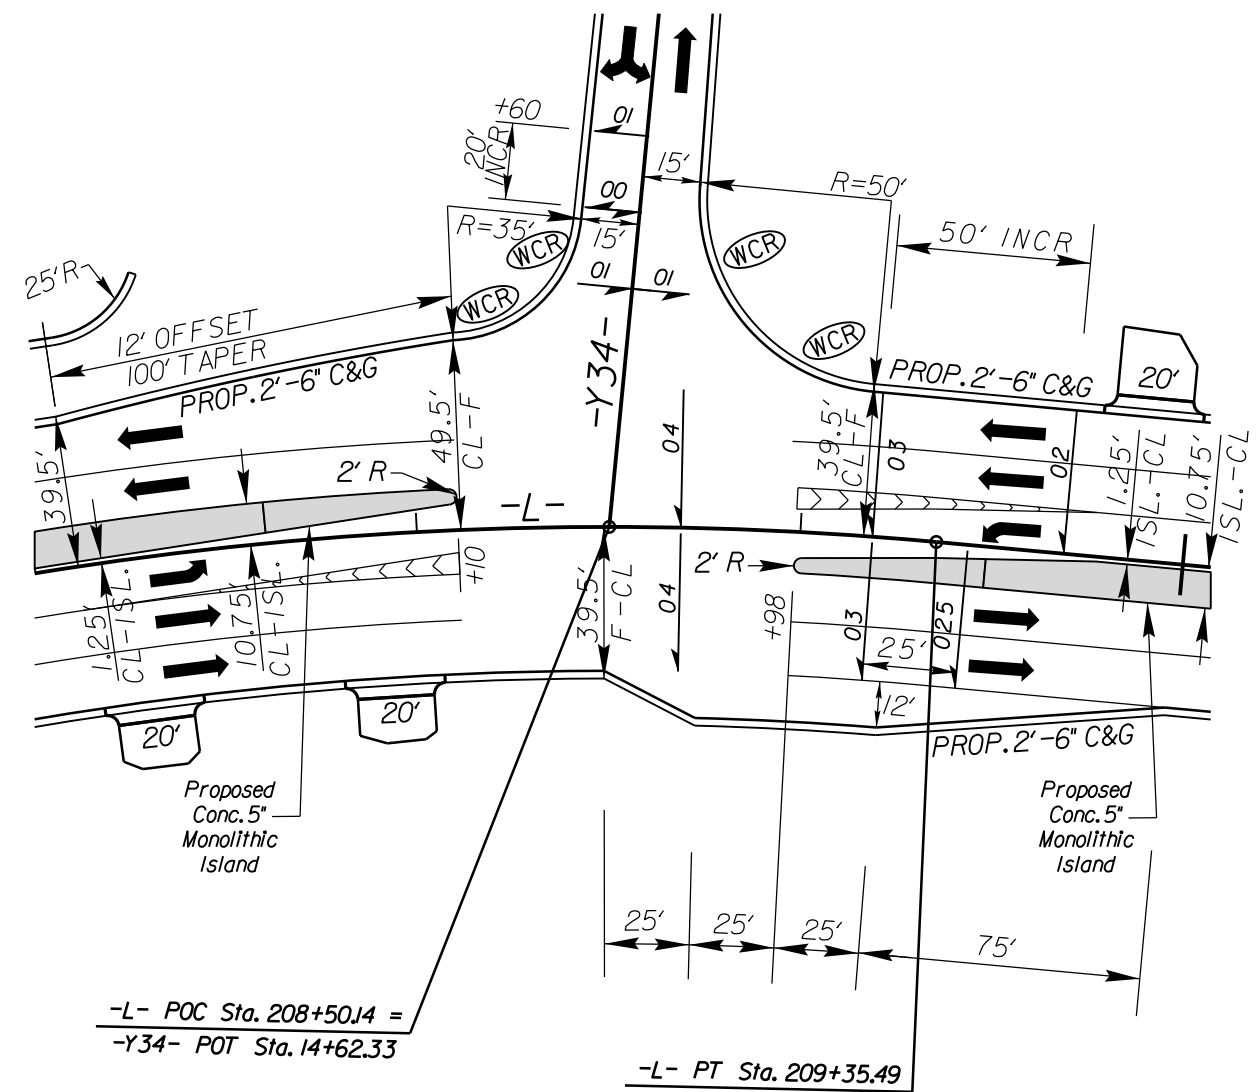 +60
01
20'
INCR
15'
R=50'
00
R=35'
15'
50' INCR
WCR
WCR
25'R
01
01
WCR
WCR
12' OFFSET
100' TAPER
PROP. 2'-6" C&G
PROP. 2'-6" C&G
20'
-Y34-
49.5'
CL-F
04
39.5'
CL-F
03
02
1.25'
ISL.-CL
10.75'
ISL.-CL
39.5'
2' R
-L-
2' R
+10
1.25'
CL-ISL.
10.75'
CL-ISL.
39.5'
F-CL
04
+98
03
025
25'
12'
20'
20'
PROP. 2'-6" C&G
Proposed
Conc. 5"
Monolithic
Island
Proposed
Conc. 5"
Monolithic
Island
25'
25'
25'
75'
-L- POC Sta. 208+50.14 =
-Y34- POT Sta. 14+62.33
-L- PT Sta. 209+35.49